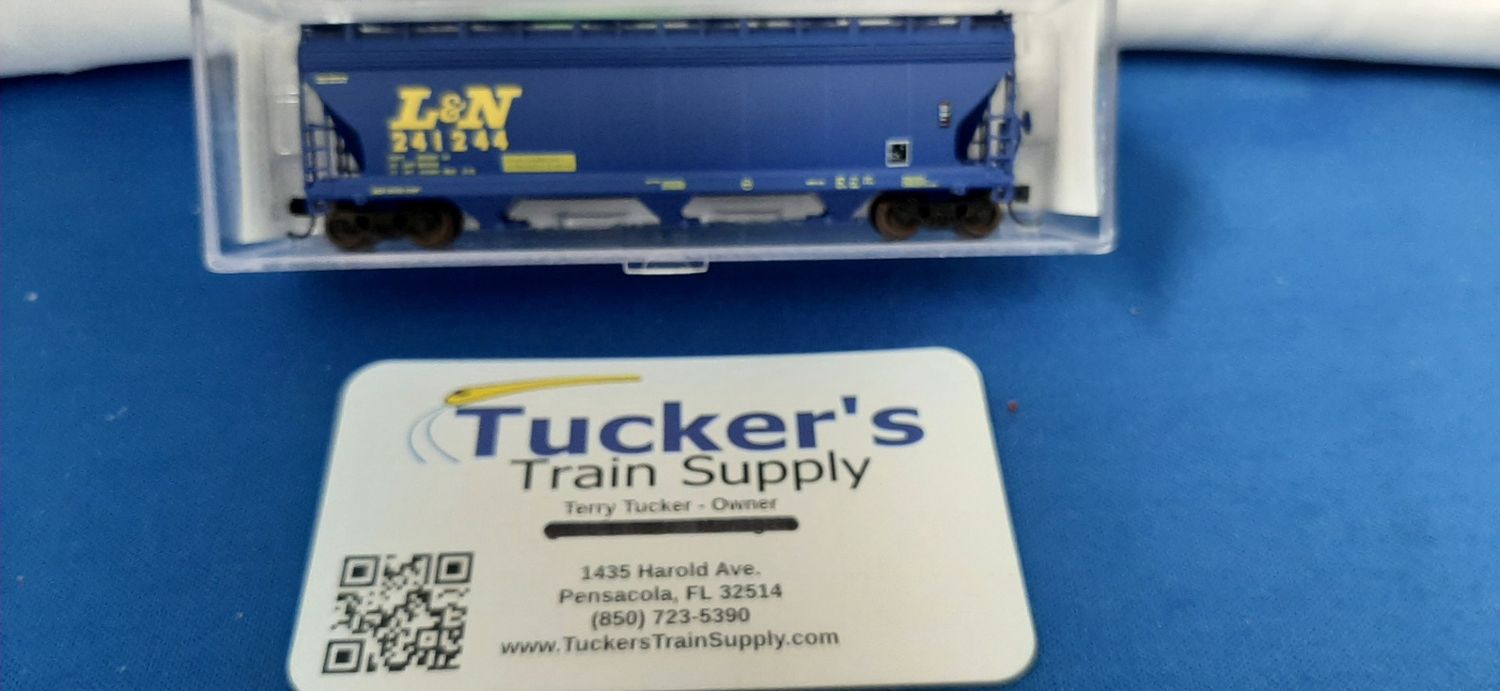 L&N
241244
Tucker's
Train Supply
Terry Tucker - Owner
1435 Harold Ave.
Pensacola, FL 32514
(850) 723-5390
www.TuckersTrainSupply.com